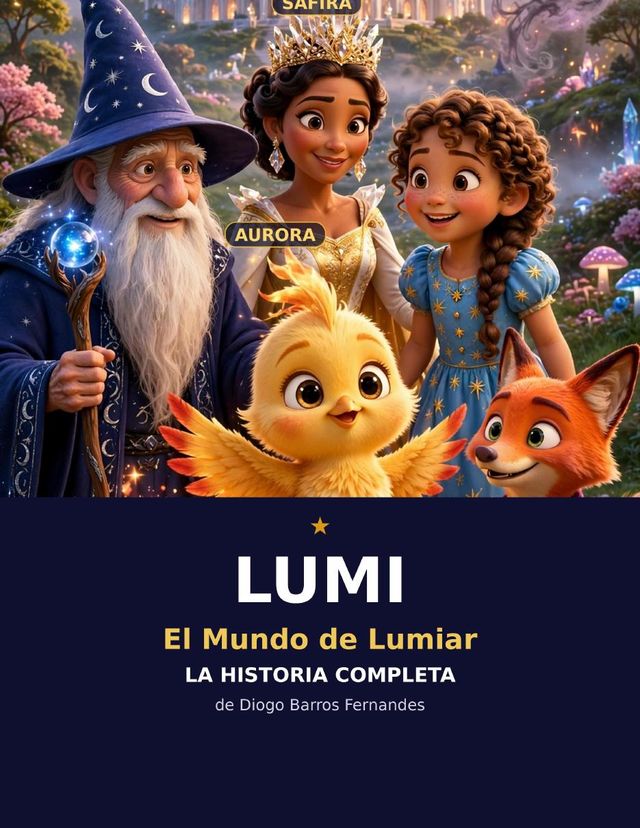 SAFIRA
AURORA
LUMI
El Mundo de Lumiar
LA HISTORIA COMPLETA
de Diogo Barros Fernandes